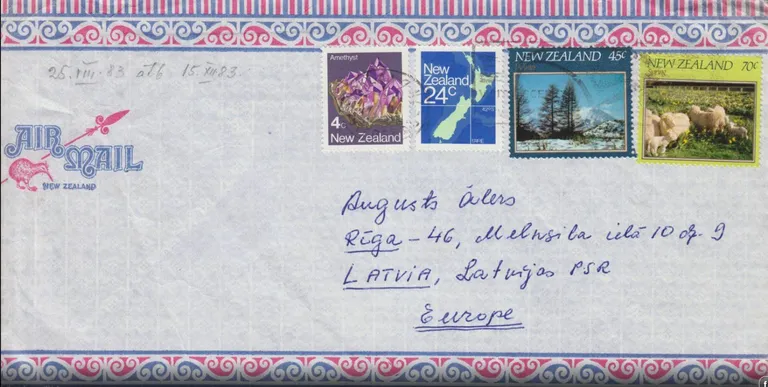 25. VIII. 83 atb 15. XII 83
Amethyst
4c
New Zealand
New
Zealand
24c
NEW ZEALAND 45c
NEW ZEALAND 70c
Spring
AIR
MAIL
NEW ZEALAND
Augusts Ālers
Rīga – 46, Melnsila ielā 10 dz. 9
LATVIA, Latvijas PSR
Europe